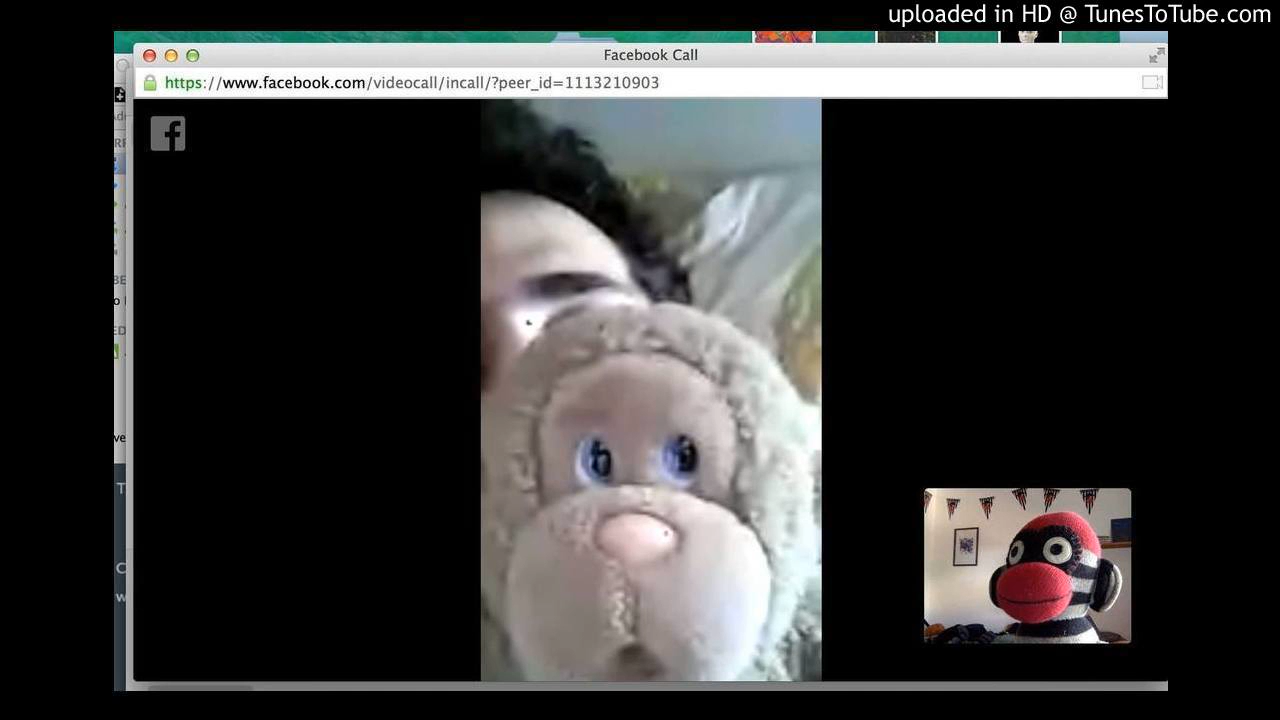 uploaded in HD @ TunesToTube.com
Facebook Call
https://www.facebook.com/videocall/incall/?peer_id=1113210903
f